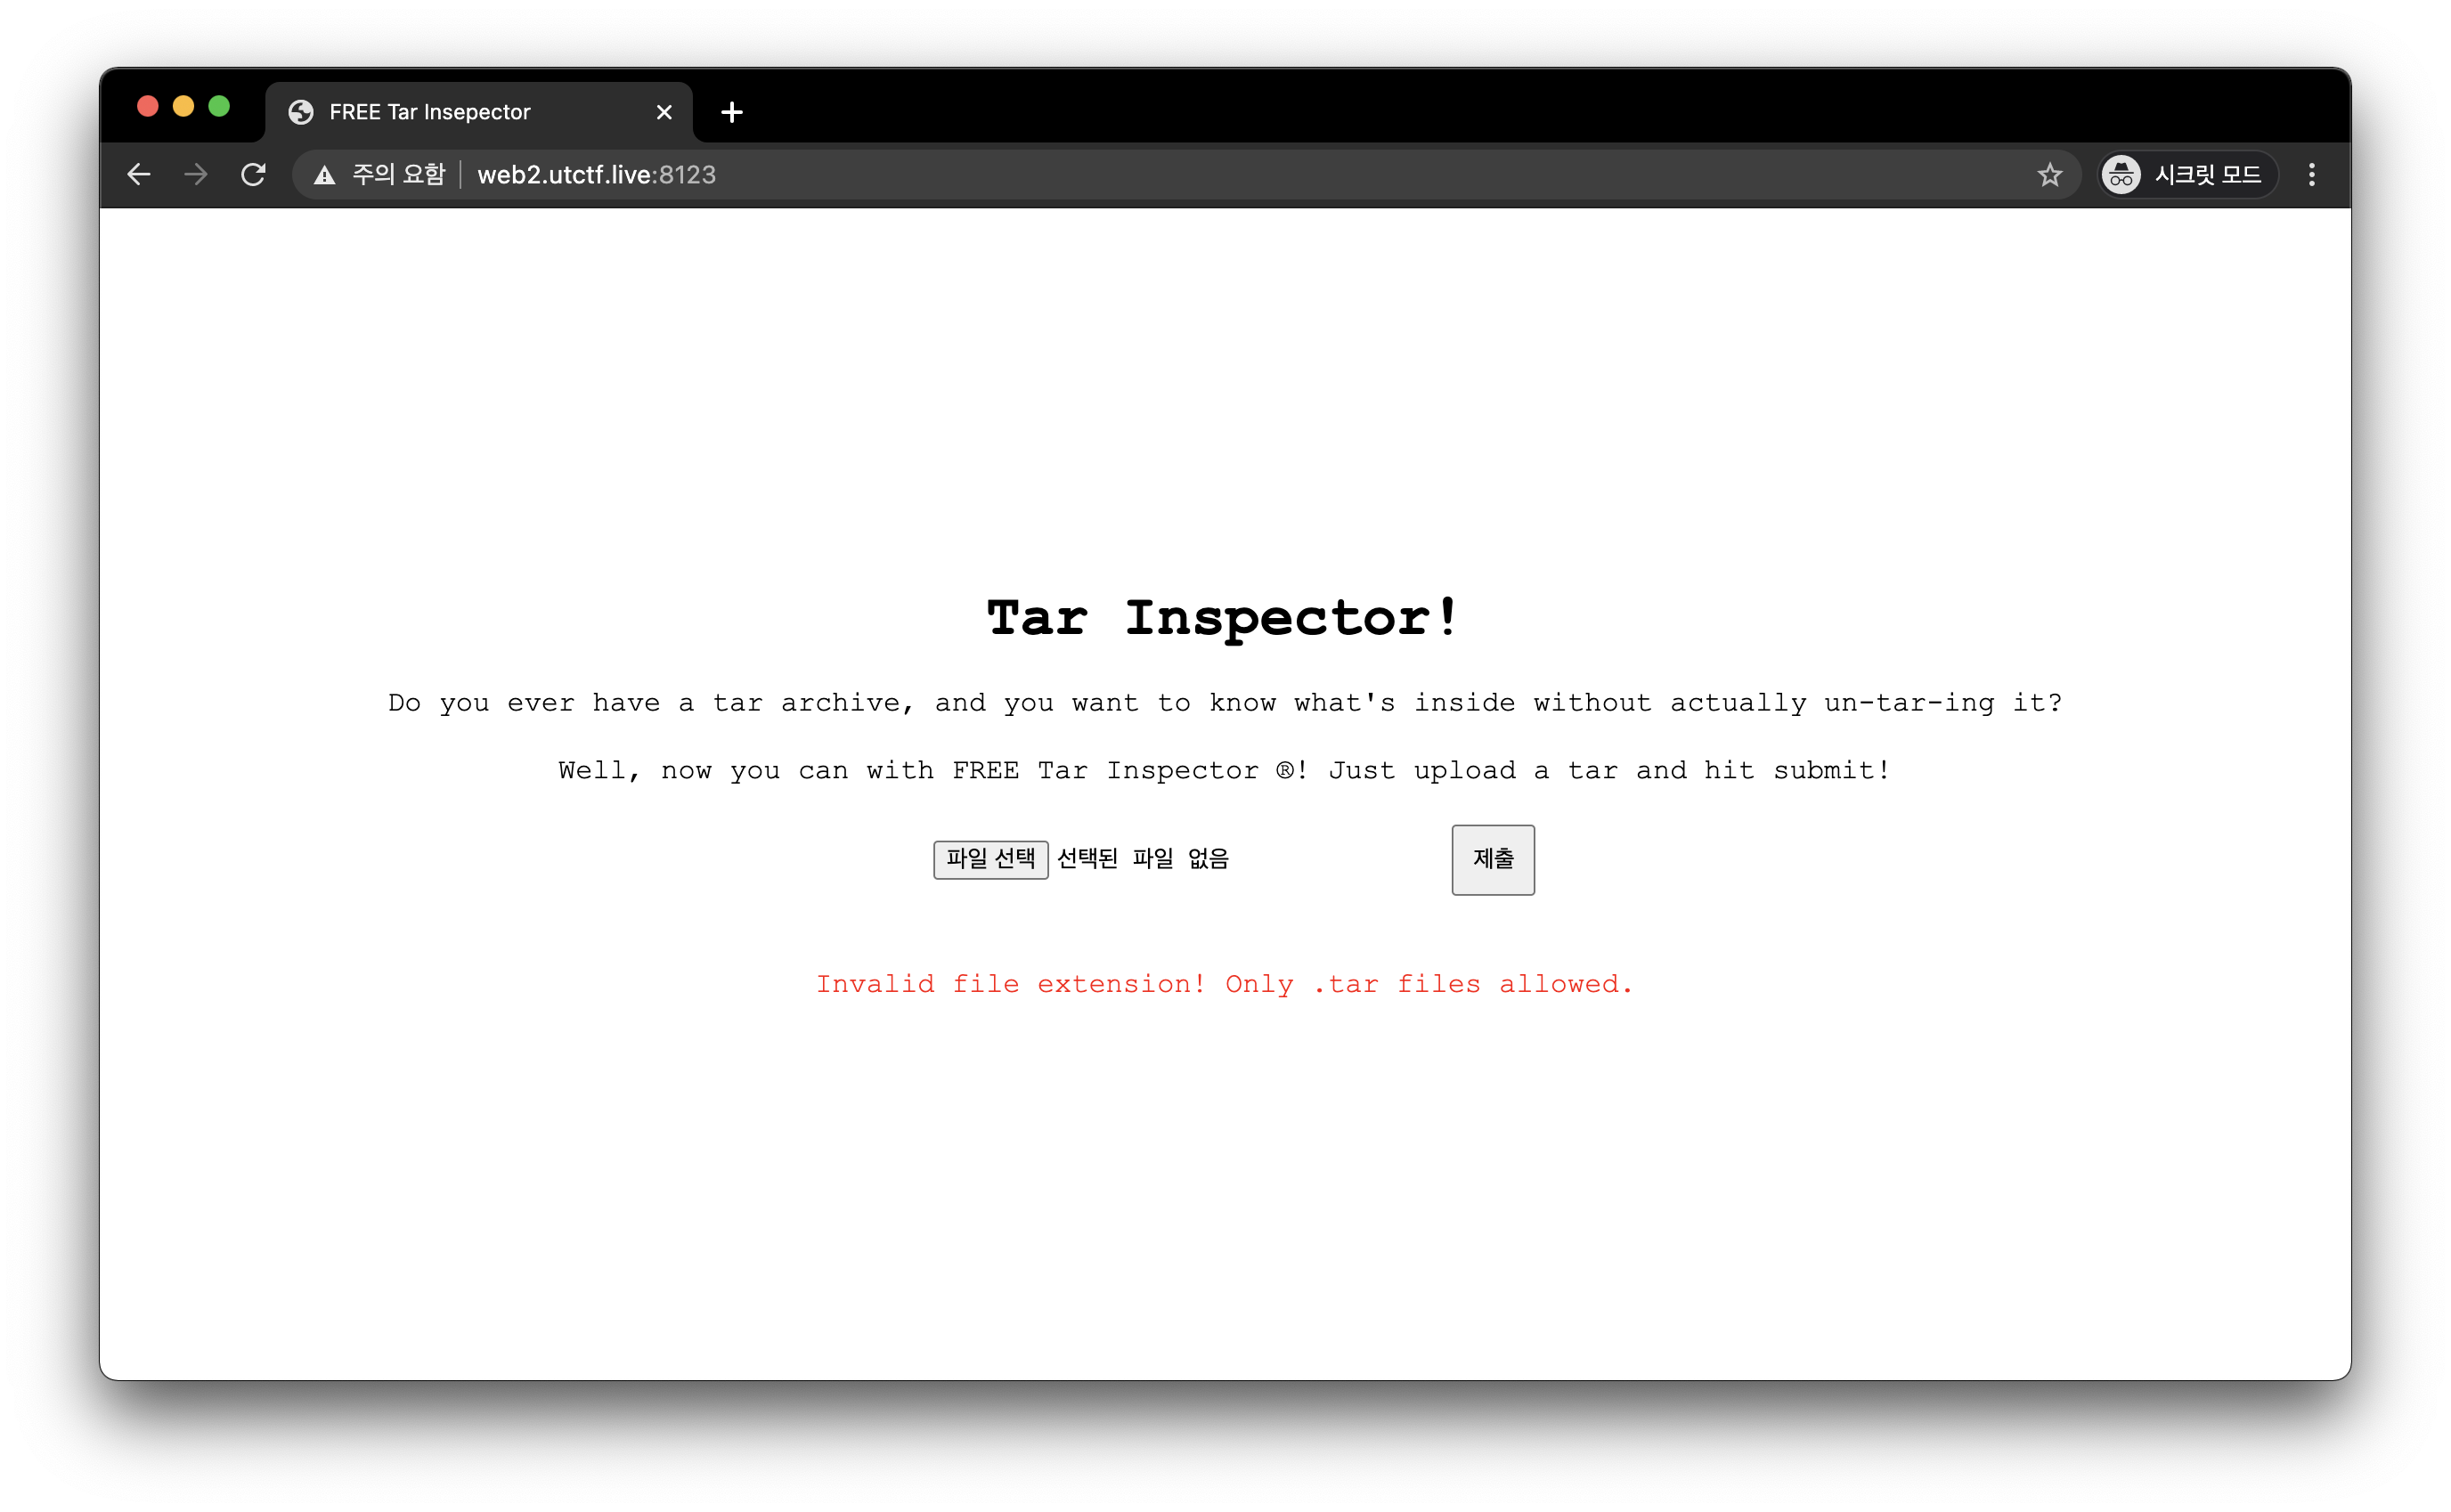 FREE Tar Insepector
주의 요함 web2.utctf.live:8123 시크릿 모드
Tar Inspector!
Do you ever have a tar archive, and you want to know what's inside without actually un-tar-ing it?
Well, now you can with FREE Tar Inspector ®! Just upload a tar and hit submit!
파일 선택 선택된 파일 없음 제출
Invalid file extension! Only .tar files allowed.